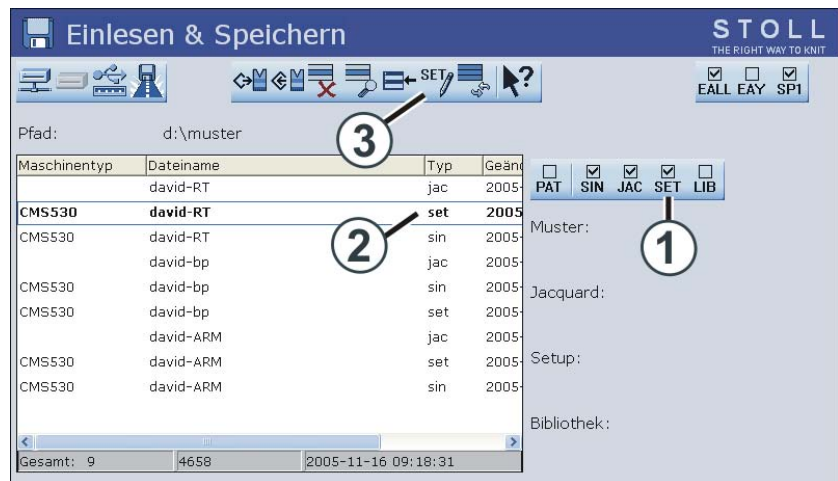 Einlesen & Speichern
STOLL
THE RIGHT WAY TO KNIT
SET
?
EALL EAY SP1
3
Pfad: d:\muster
Maschinentyp Dateiname Typ Geänd
david-RT jac 2005-
CMS530 david-RT set 2005
CMS530 david-RT sin 2005-
david-bp jac 2005-
CMS530 david-bp sin 2005-
CMS530 david-bp set 2005-
david-ARM jac 2005-
CMS530 david-ARM set 2005-
CMS530 david-ARM sin 2005-
Gesamt: 9 4658 2005-11-16 09:18:31
2
PAT SIN JAC SET LIB
1
Muster:
Jacquard:
Setup:
Bibliothek: